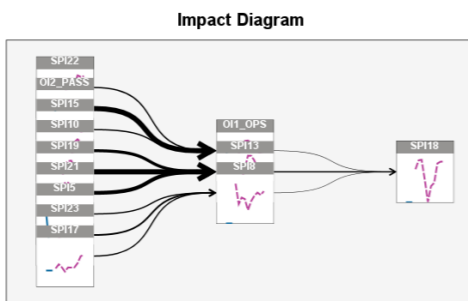 Impact Diagram
SPI22
OI2_PASS
SPI15
SPI10
SPI19
SPI21
SPI5
SPI23
SPI17
OI1_OPS
SPI13
SPI8
SPI18